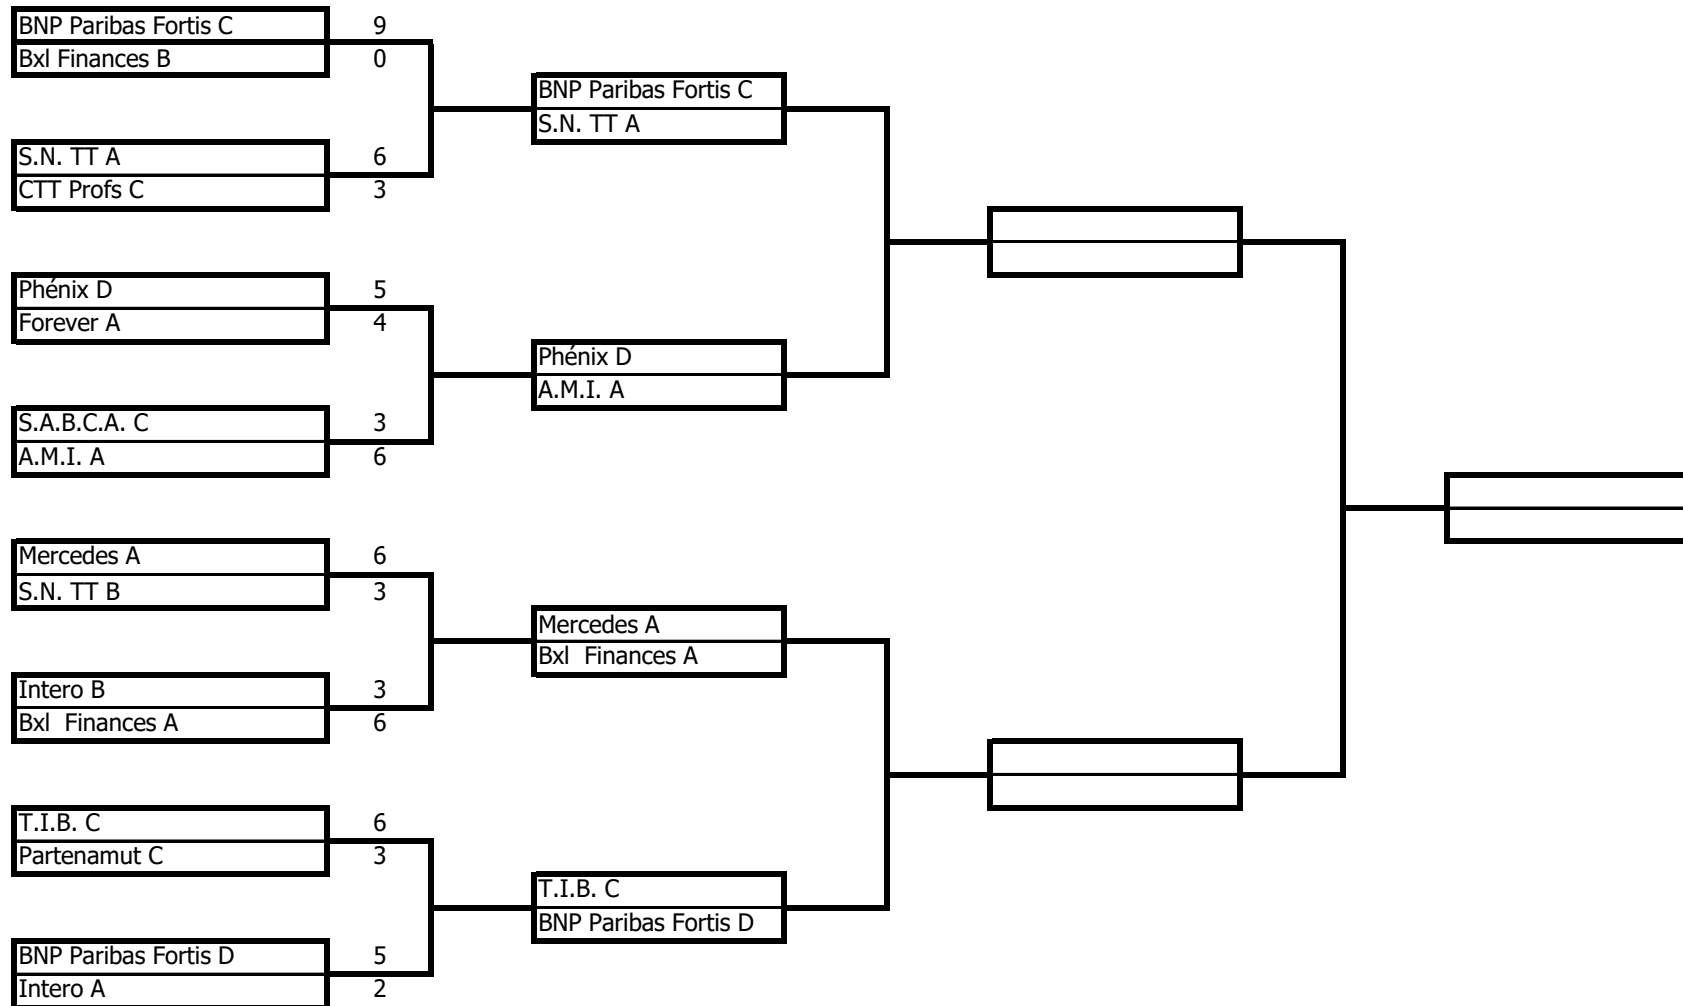 BNP Paribas Fortis C 9
Bxl Finances B 0
BNP Paribas Fortis C
S.N. TT A
S.N. TT A 6
CTT Profs C 3
Phénix D 5
Forever A 4
Phénix D
A.M.I. A
S.A.B.C.A. C 3
A.M.I. A 6
Mercedes A 6
S.N. TT B 3
Mercedes A
Bxl  Finances A
Intero B 3
Bxl  Finances A 6
T.I.B. C 6
Partenamut C 3
T.I.B. C
BNP Paribas Fortis D
BNP Paribas Fortis D 5
Intero A 2